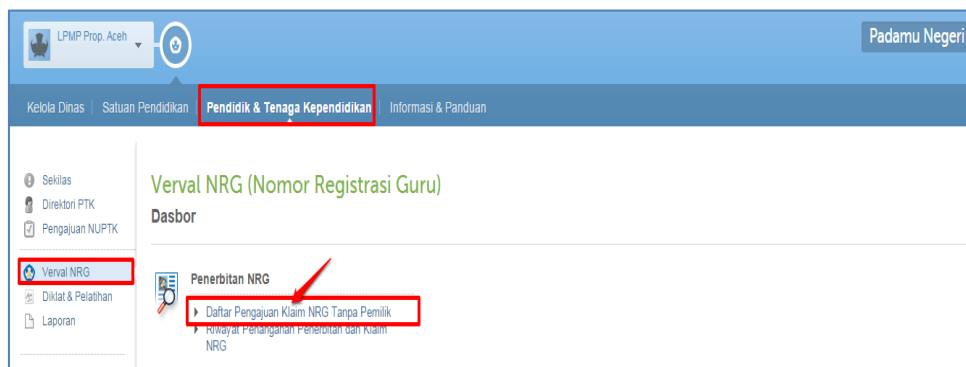 LPMP Prop. Aceh
Padamu Negeri
Kelola Dinas | Satuan Pendidikan | Pendidik & Tenaga Kependidikan | Informasi & Panduan
Sekilas
Direktori PTK
Pengajuan NUPTK
Verval NRG
Diklat & Pelatihan
Laporan
Verval NRG (Nomor Registrasi Guru)
Dasbor
Penerbitan NRG
Daftar Pengajuan Klaim NRG Tanpa Pemilik
Riwayat Penanganan Penerbitan dan Klaim
NRG